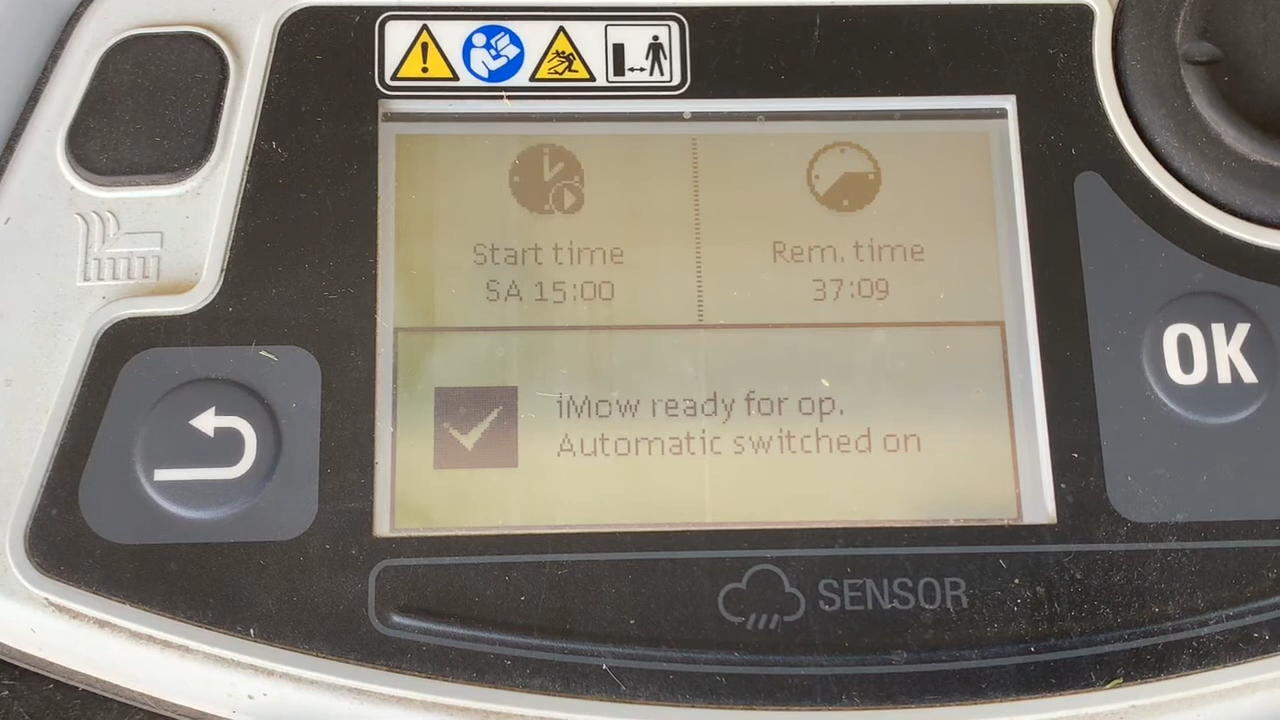 Start time
SA 15:00
Rem. time
37:09
iMow ready for op.
Automatic switched on
OK
SENSOR